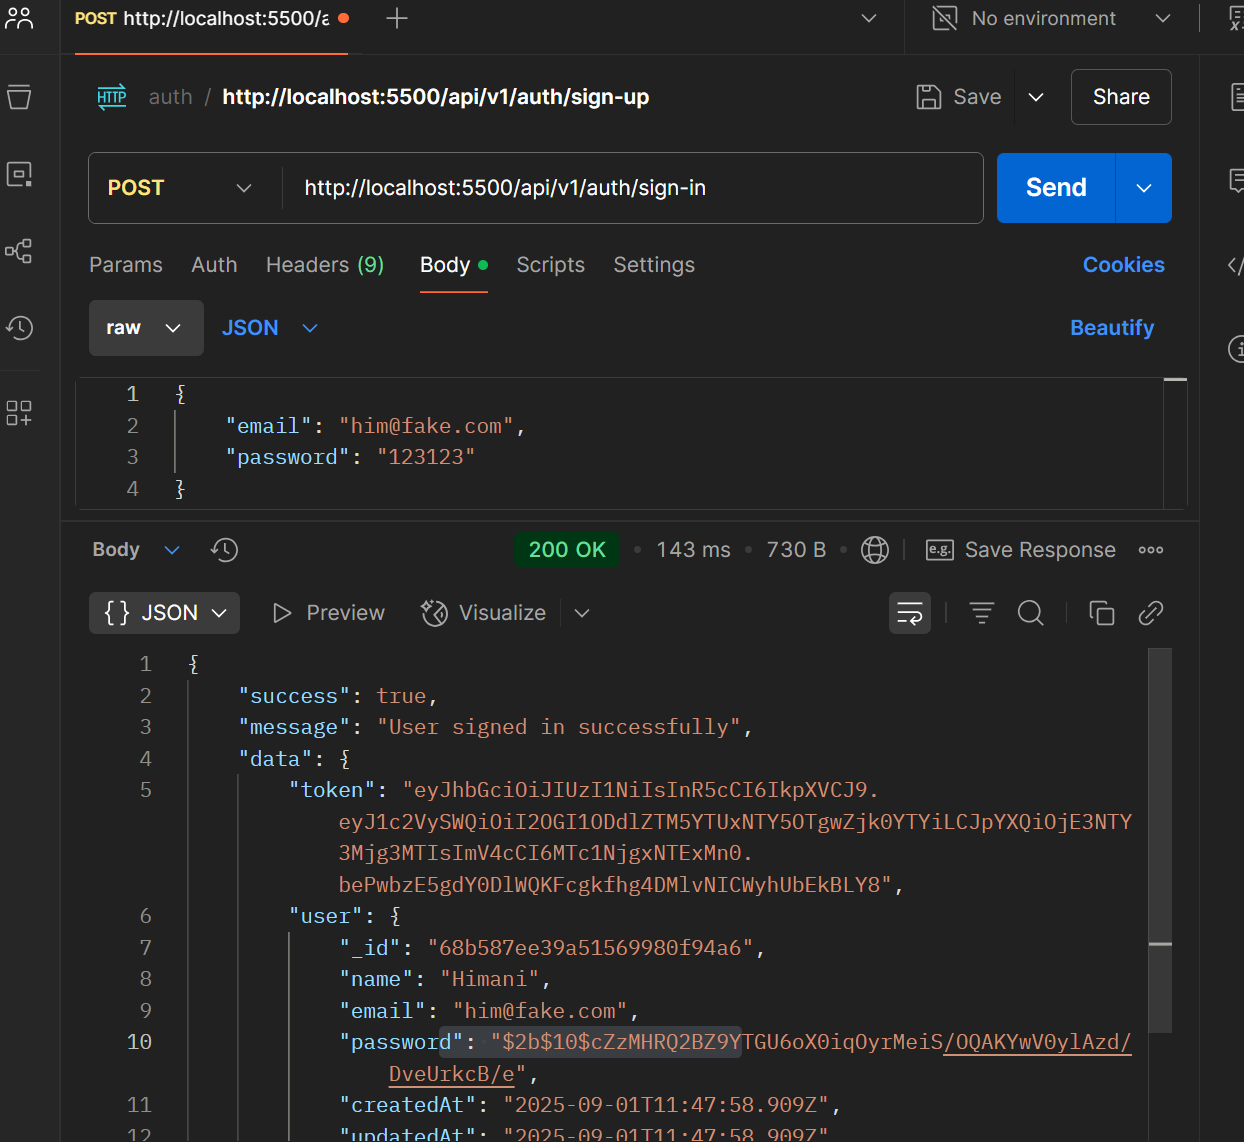 POST http://localhost:5500/a
No environment
HTTP auth / http://localhost:5500/api/v1/auth/sign-up
Save
Share
POST
http://localhost:5500/api/v1/auth/sign-in
Send
Params Auth Headers (9) Body Scripts Settings Cookies
raw JSON Beautify
1 {
2 "email": "him@fake.com",
3 "password": "123123"
4 }
Body 200 OK • 143 ms • 730 B • e.g. Save Response
{} JSON Preview Visualize
1 {
2 "success": true,
3 "message": "User signed in successfully",
4 "data": {
5 "token": "eyJhbGciOiJIUzI1NiIsInR5cCI6IkpXVCJ9.
eyJ1c2VySWQiOiI2OGI1ODdlZTM5YTUxNTY5OTgwZjk0YTYiLCJpYXQiOjE3NTY
3Mjg3MTIsImV4cCI6MTc1NjgxNTExMn0.
bePwbzE5gdY0DlWQKFcgkfhg4DMlvNICWyhUbEkBLY8",
6 "user": {
7 "_id": "68b587ee39a51569980f94a6",
8 "name": "Himani",
9 "email": "him@fake.com",
10 "password": "$2b$10$cZzMHRQ2BZ9YTGU6oX0iqOyrMeiS/OQAKYwV0ylAzd/
DveUrkcB/e",
11 "createdAt": "2025-09-01T11:47:58.909Z",
12 "updatedAt": "2025-09-01T11:47:58.909Z"